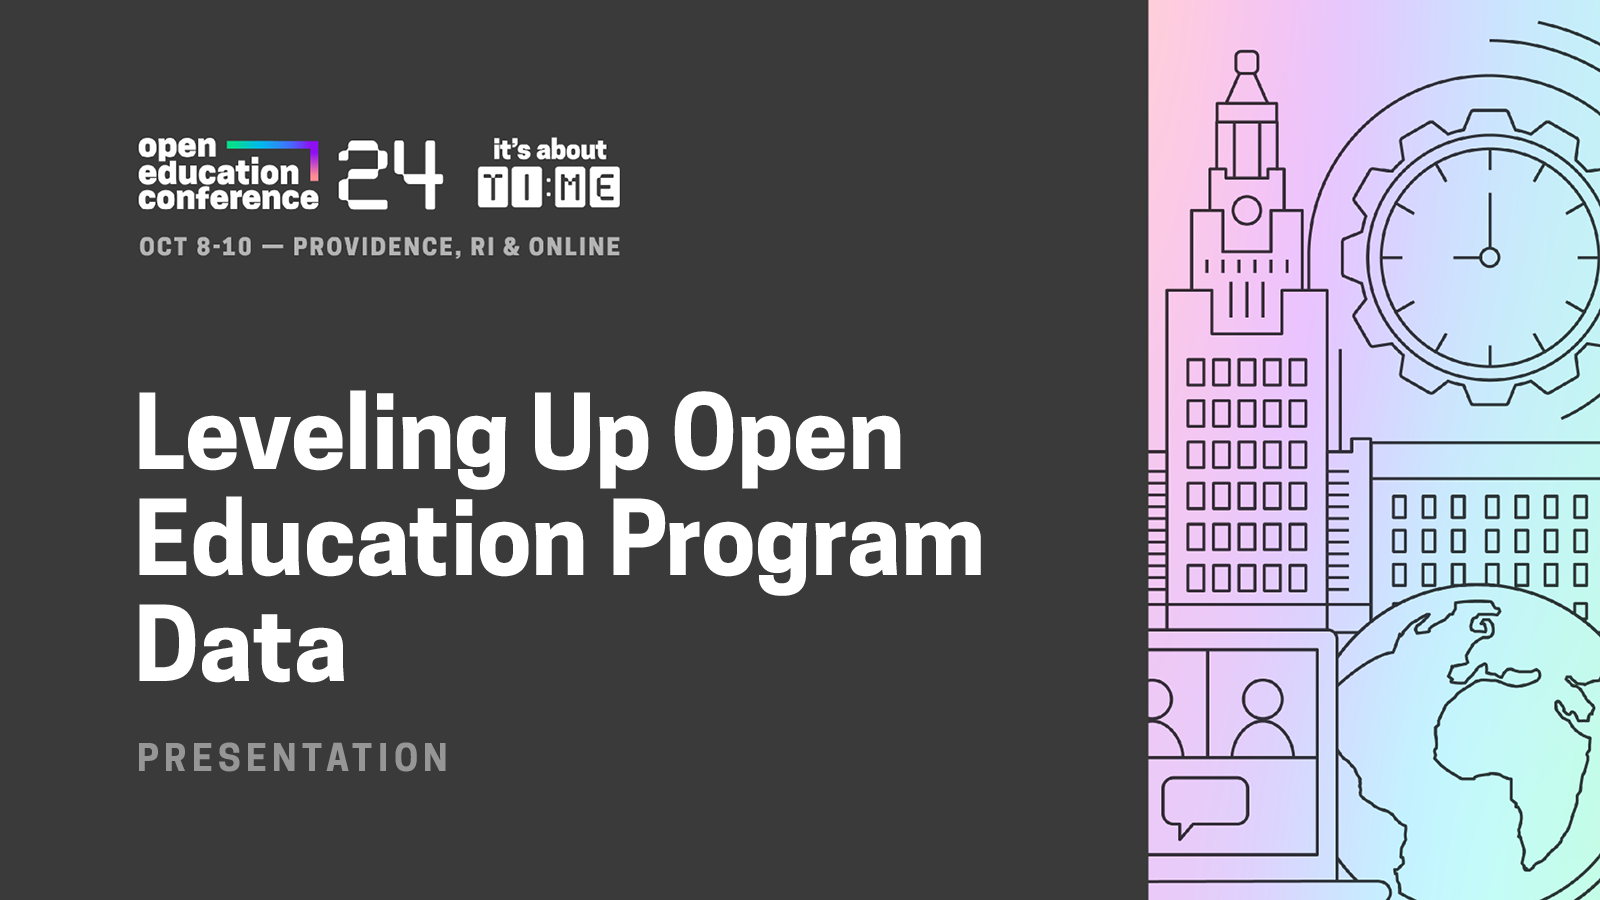 open
education
conference
24
it's about
TI:ME
OCT 8-10 — PROVIDENCE, RI & ONLINE
Leveling Up Open
Education Program
Data
PRESENTATION